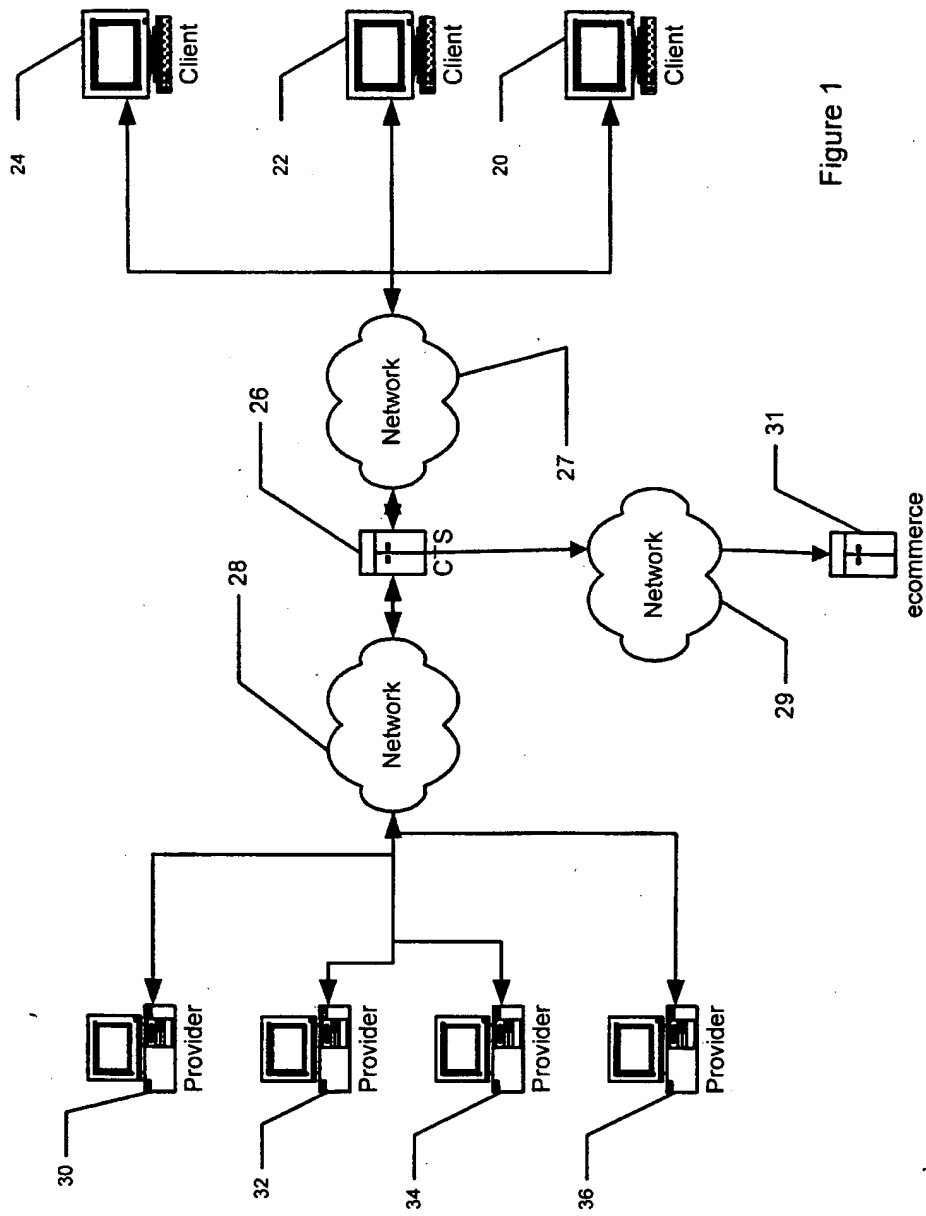 24
30
Client
Provider
28
26
32
22
Provider
Network
Network
Client
34
C-S
20
Provider
27
36
Network
Client
Provider
31
29
Figure 1
ecommerce